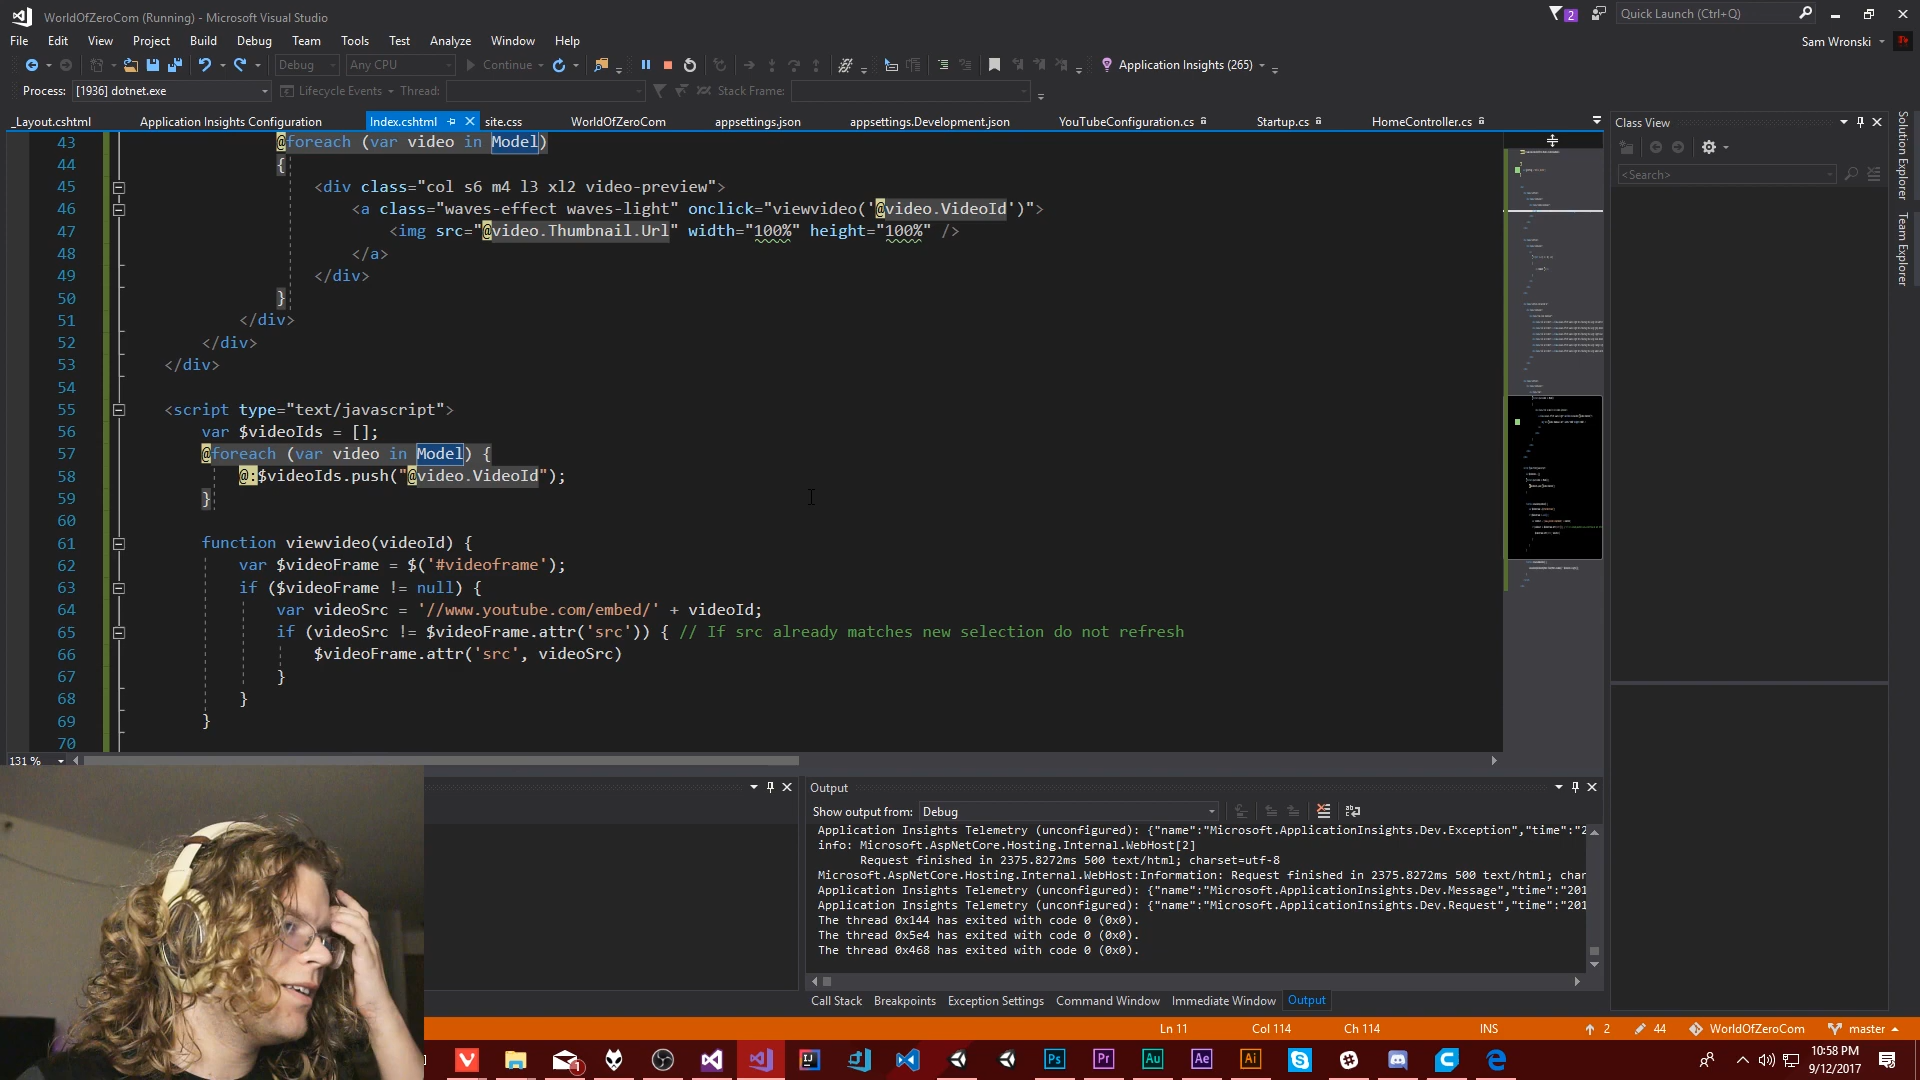 WorldOfZeroCom (Running) - Microsoft Visual Studio
2
Quick Launch (Ctrl+Q)
File Edit View Project Build Debug Team Tools Test Analyze Window Help
Sam Wronski
Debug Any CPU Continue Application Insights (265)
Process: [1936] dotnet.exe Lifecycle Events Thread: Stack Frame:
_Layout.cshtml Application Insights Configuration Index.cshtml site.css WorldOfZeroCom appsettings.json appsettings.Development.json YouTubeConfiguration.cs Startup.cs HomeController.cs
Class View
<Search>
Solution Explorer
Team Explorer
43 @foreach (var video in Model)
44 {
45 <div class="col s6 m4 l3 xl2 video-preview">
46 <a class="waves-effect waves-light" onclick="viewvideo('@video.VideoId')">
47 <img src="@video.Thumbnail.Url" width="100%" height="100%" />
48 </a>
49 </div>
50 }
51 </div>
52 </div>
53 </div>
54
55 <script type="text/javascript">
56 var $videoIds = [];
57 @foreach (var video in Model) {
58 @:$videoIds.push("@video.VideoId");
59 }
60
61 function viewvideo(videoId) {
62 var $videoFrame = $('#videoframe');
63 if ($videoFrame != null) {
64 var videoSrc = '//www.youtube.com/embed/' + videoId;
65 if (videoSrc != $videoFrame.attr('src')) { // If src already matches new selection do not refresh
66 $videoFrame.attr('src', videoSrc)
67 }
68 }
69 }
70
131 %
Output
Show output from: Debug
Application Insights Telemetry (unconfigured): {"name":"Microsoft.ApplicationInsights.Dev.Exception","time":"2
info: Microsoft.AspNetCore.Hosting.Internal.WebHost[2]
Request finished in 2375.8272ms 500 text/html; charset=utf-8
Microsoft.AspNetCore.Hosting.Internal.WebHost:Information: Request finished in 2375.8272ms 500 text/html; char
Application Insights Telemetry (unconfigured): {"name":"Microsoft.ApplicationInsights.Dev.Message","time":"201
Application Insights Telemetry (unconfigured): {"name":"Microsoft.ApplicationInsights.Dev.Request","time":"201
The thread 0x144 has exited with code 0 (0x0).
The thread 0x5e4 has exited with code 0 (0x0).
The thread 0x468 has exited with code 0 (0x0).
Call Stack Breakpoints Exception Settings Command Window Immediate Window Output
Ln 11 Col 114 Ch 114 INS 2 44 WorldOfZeroCom master
1 Ps Pr Au Ae Ai
10:58 PM
9/12/2017